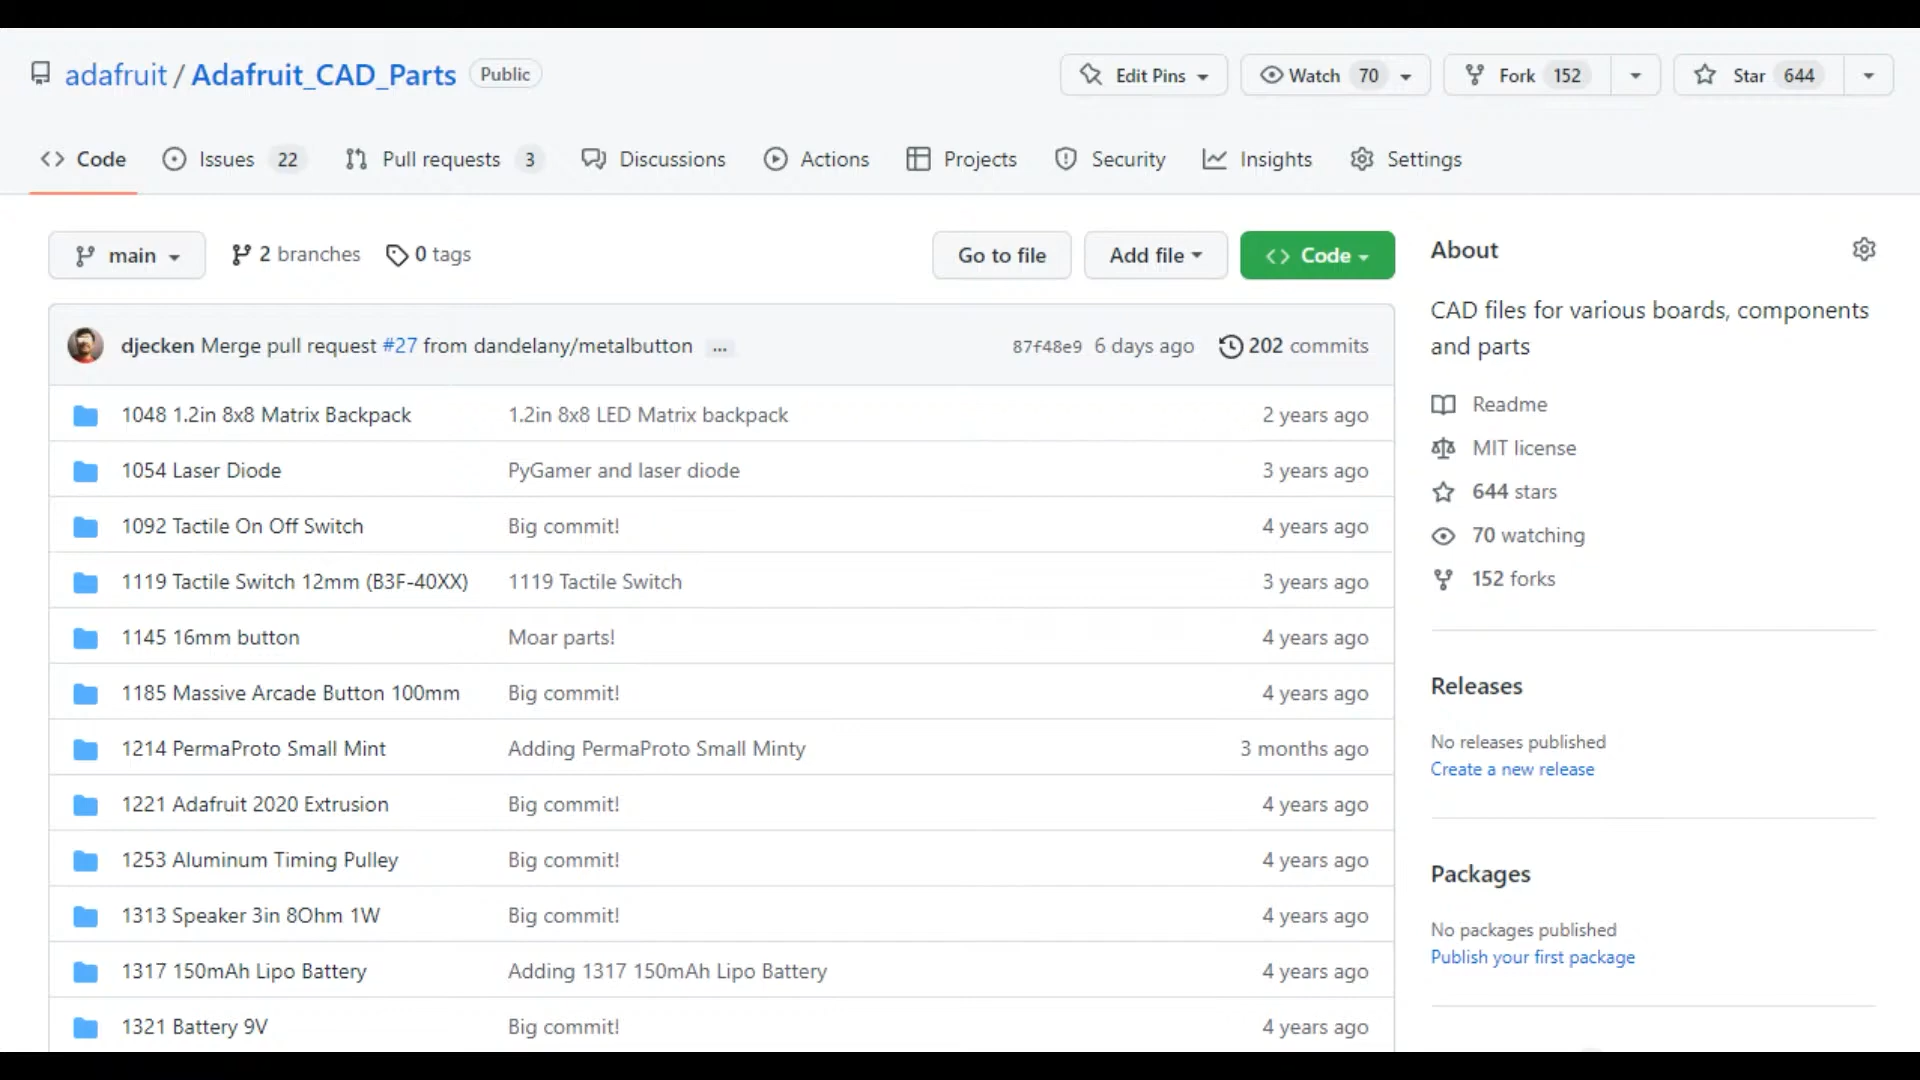 adafruit / Adafruit_CAD_Parts Public Edit Pins Watch 70 Fork 152 Star 644
Code Issues 22 Pull requests 3 Discussions Actions Projects Security Insights Settings
main 2 branches 0 tags Go to file Add file Code
djecken Merge pull request #27 from dandelany/metalbutton ... 87f48e9 6 days ago 202 commits
1048 1.2in 8x8 Matrix Backpack 1.2in 8x8 LED Matrix backpack 2 years ago
1054 Laser Diode PyGamer and laser diode 3 years ago
1092 Tactile On Off Switch Big commit! 4 years ago
1119 Tactile Switch 12mm (B3F-40XX) 1119 Tactile Switch 3 years ago
1145 16mm button Moar parts! 4 years ago
1185 Massive Arcade Button 100mm Big commit! 4 years ago
1214 PermaProto Small Mint Adding PermaProto Small Minty 3 months ago
1221 Adafruit 2020 Extrusion Big commit! 4 years ago
1253 Aluminum Timing Pulley Big commit! 4 years ago
1313 Speaker 3in 8Ohm 1W Big commit! 4 years ago
1317 150mAh Lipo Battery Adding 1317 150mAh Lipo Battery 4 years ago
1321 Battery 9V Big commit! 4 years ago
About
CAD files for various boards, components
and parts
Readme
MIT license
644 stars
70 watching
152 forks
Releases
No releases published
Create a new release
Packages
No packages published
Publish your first package